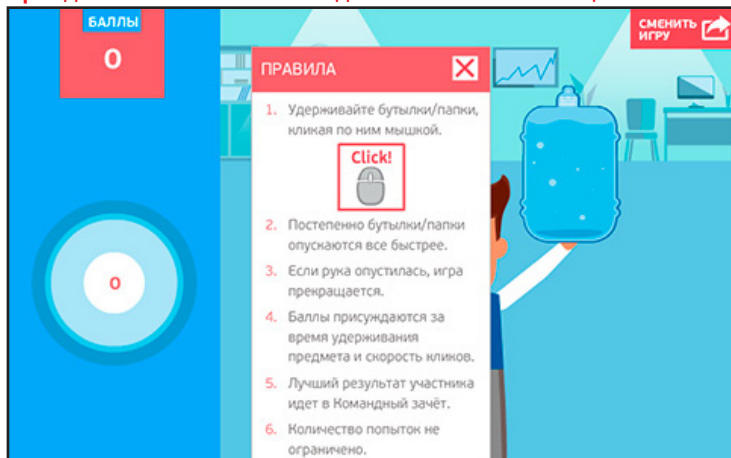 БАЛЛЫ
0
0
СМЕНИТЬ
ИГРУ
ПРАВИЛА
1. Удерживайте бутылки/папки,
кликая по ним мышкой.
Click!
2. Постепенно бутылки/папки
опускаются все быстрее.
3. Если рука опустилась, игра
прекращается.
4. Баллы присуждаются за
время удерживания
предмета и скорость кликов.
5. Лучший результат участника
идет в Командный зачёт.
6. Количество попыток не
ограничено.